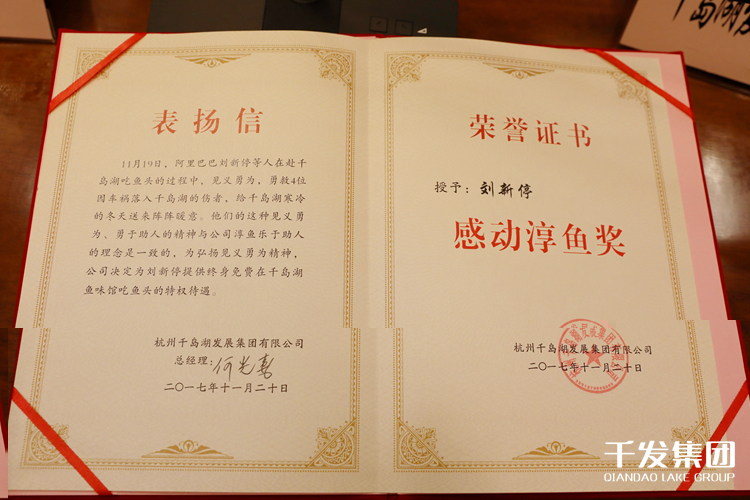 表扬信
11月19日，阿里巴巴刘新停等人在赴千
岛湖吃鱼头的过程中，见义勇为，勇救4位
因车祸落入千岛湖的伤者，给千岛湖寒冷
的冬天送来阵阵暖意。他们的这种见义勇
为、勇于助人的精神与公司淳鱼乐于助人
的理念是一致的，为弘扬见义勇为精神，
公司决定为刘新停提供终身免费在千岛湖
鱼味馆吃鱼头的特权待遇。
杭州千岛湖发展集团有限公司
总经理：何光喜
二〇一七年十一月二十日
荣誉证书
授予：刘新停
感动淳鱼奖
杭州千岛湖发展集团有限公司
二〇一七年十一月二十日
千岛湖
千发集团
QIANDAO LAKE GROUP